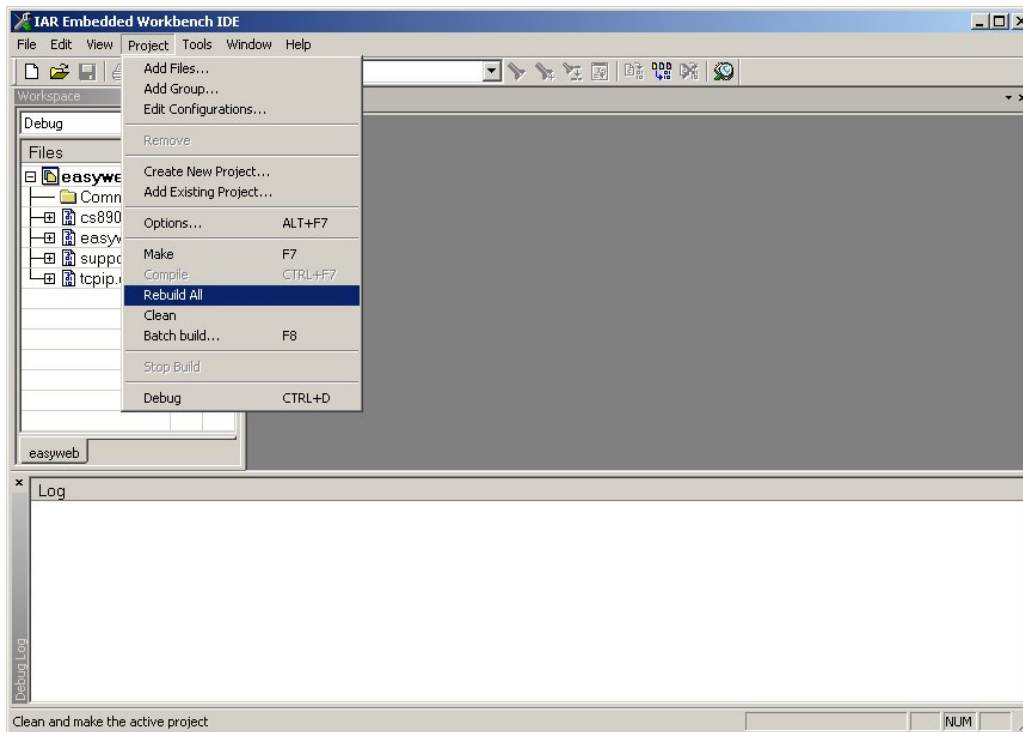 IAR Embedded Workbench IDE
File Edit View Project Tools Window Help
Workspace
Debug
Files
Add Files...
Add Group...
Edit Configurations...
Remove
Create New Project...
Add Existing Project...
Options... ALT+F7
Make F7
Compile CTRL+F7
Rebuild All
Clean
Batch build... F8
Stop Build
Debug CTRL+D
easywe
Comn
cs890
suppo
tcpip.
easyweb
Log
Debug Log
Clean and make the active project
NUM